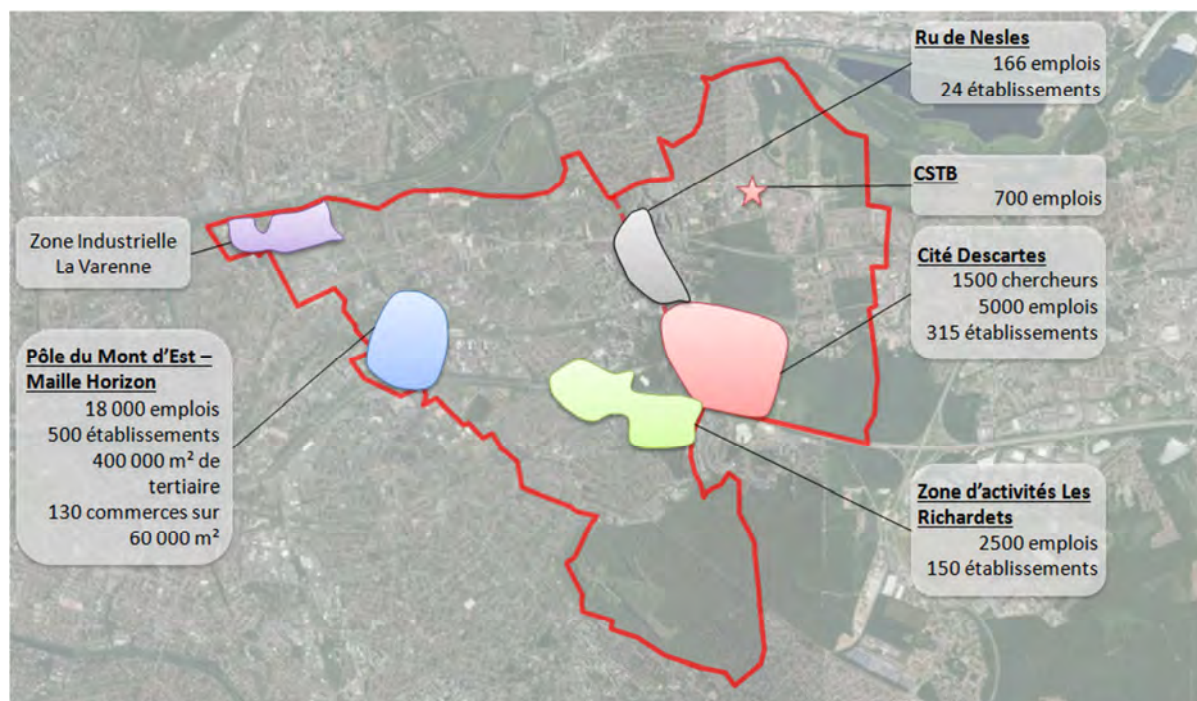 Ru de Nesles
166 emplois
24 établissements
CSTB
700 emplois
Zone Industrielle
La Varenne
Cité Descartes
1500 chercheurs
5000 emplois
315 établissements
Pôle du Mont d’Est –
Maille Horizon
18 000 emplois
500 établissements
400 000 m² de
tertiaire
130 commerces sur
60 000 m²
Zone d’activités Les
Richardets
2500 emplois
150 établissements